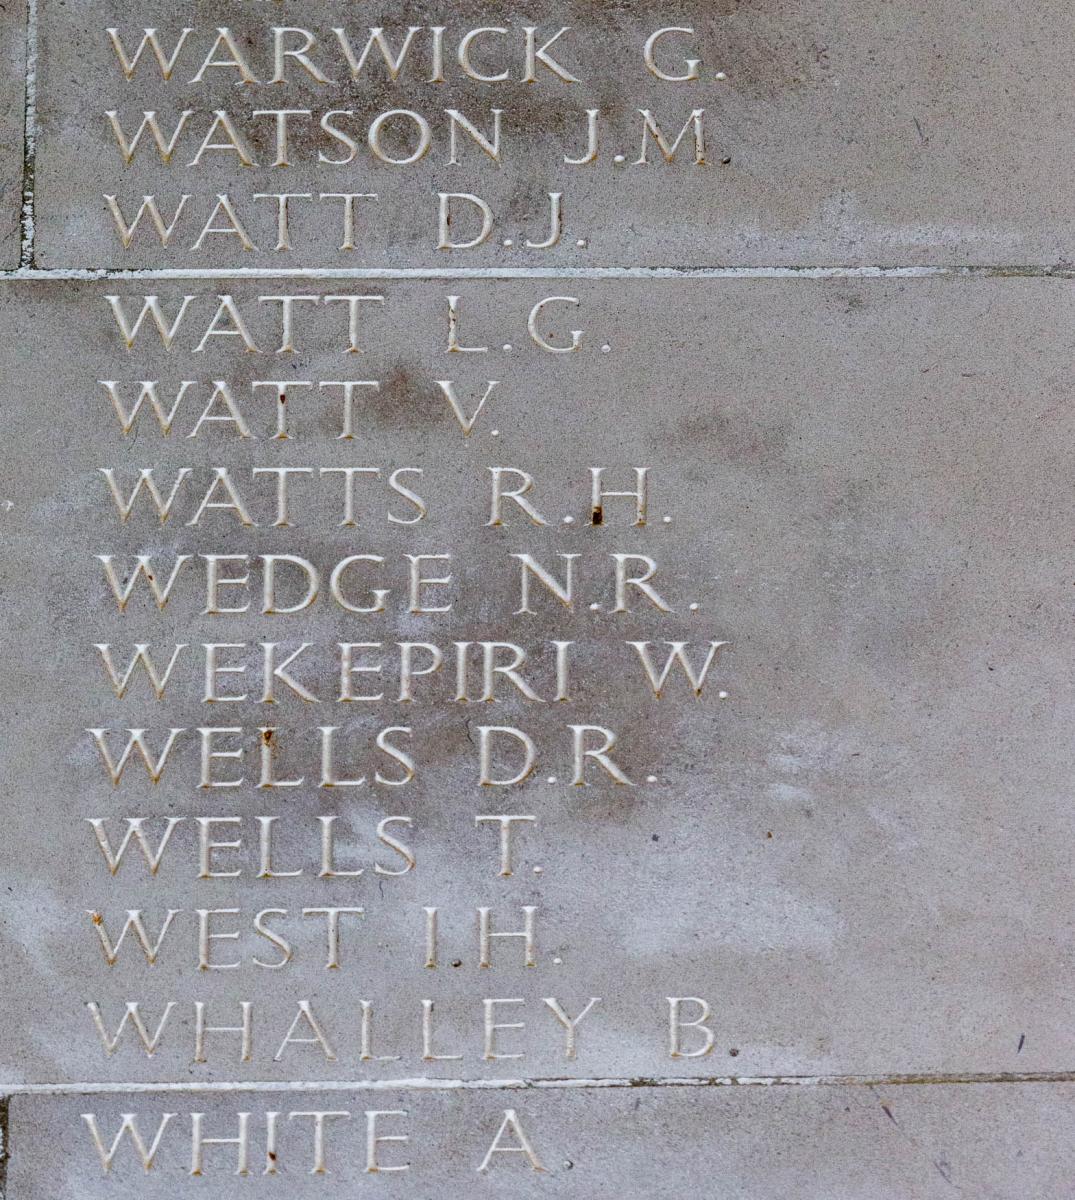 WARWICK G.
WATSON J.M.
WATT D.J.
WATT L.G.
WATT V.
WATTS R.H.
WEDGE N.R.
WEKEPIRI W.
WELLS D.R.
WELLS T.
WEST I.H.
WHALLEY B.
WHITE A.